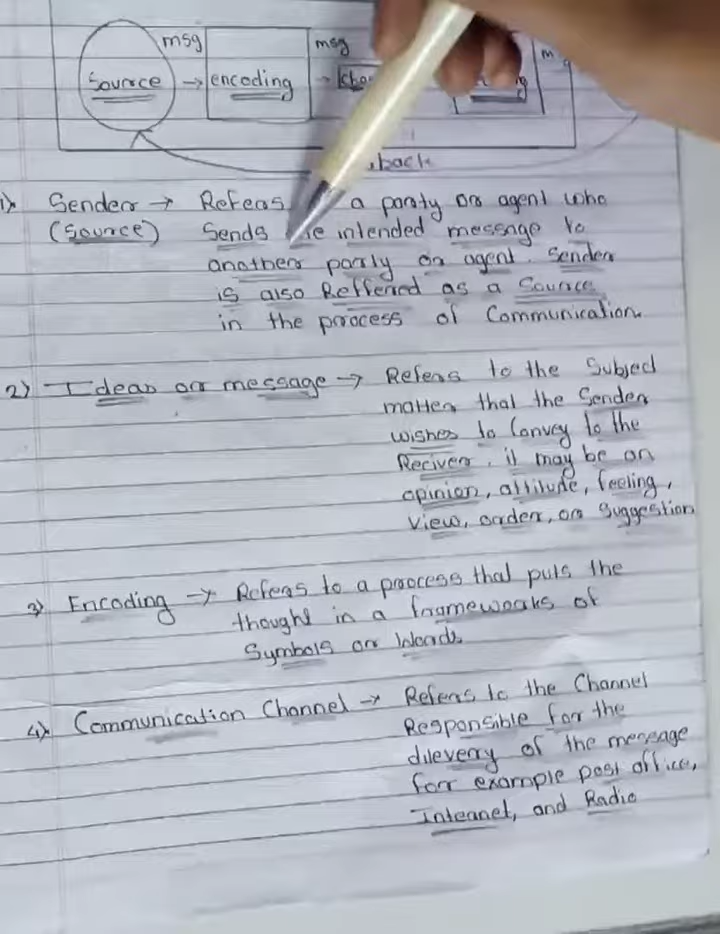 msg msg m
Source → encoding →
back
1) Sender → Refers a party or agent who
(Source) Sends intended message to
another party or agent. Sender
is also Reffered as a Source
in the process of Communication.
2) Ideas or message → Refers to the Subject
matter that the Sender
wishes to Convey to the
Reciver. it may be an
opinion, attitude, feeling,
view, order, or Suggestion
3) Encoding → Refers to a process that puts the
thought in a frameworks of
Symbols or Words
4) Communication Channel → Refers to the Channel
Responsible for the
dilevery of the message
for example post office,
Internet, and Radio